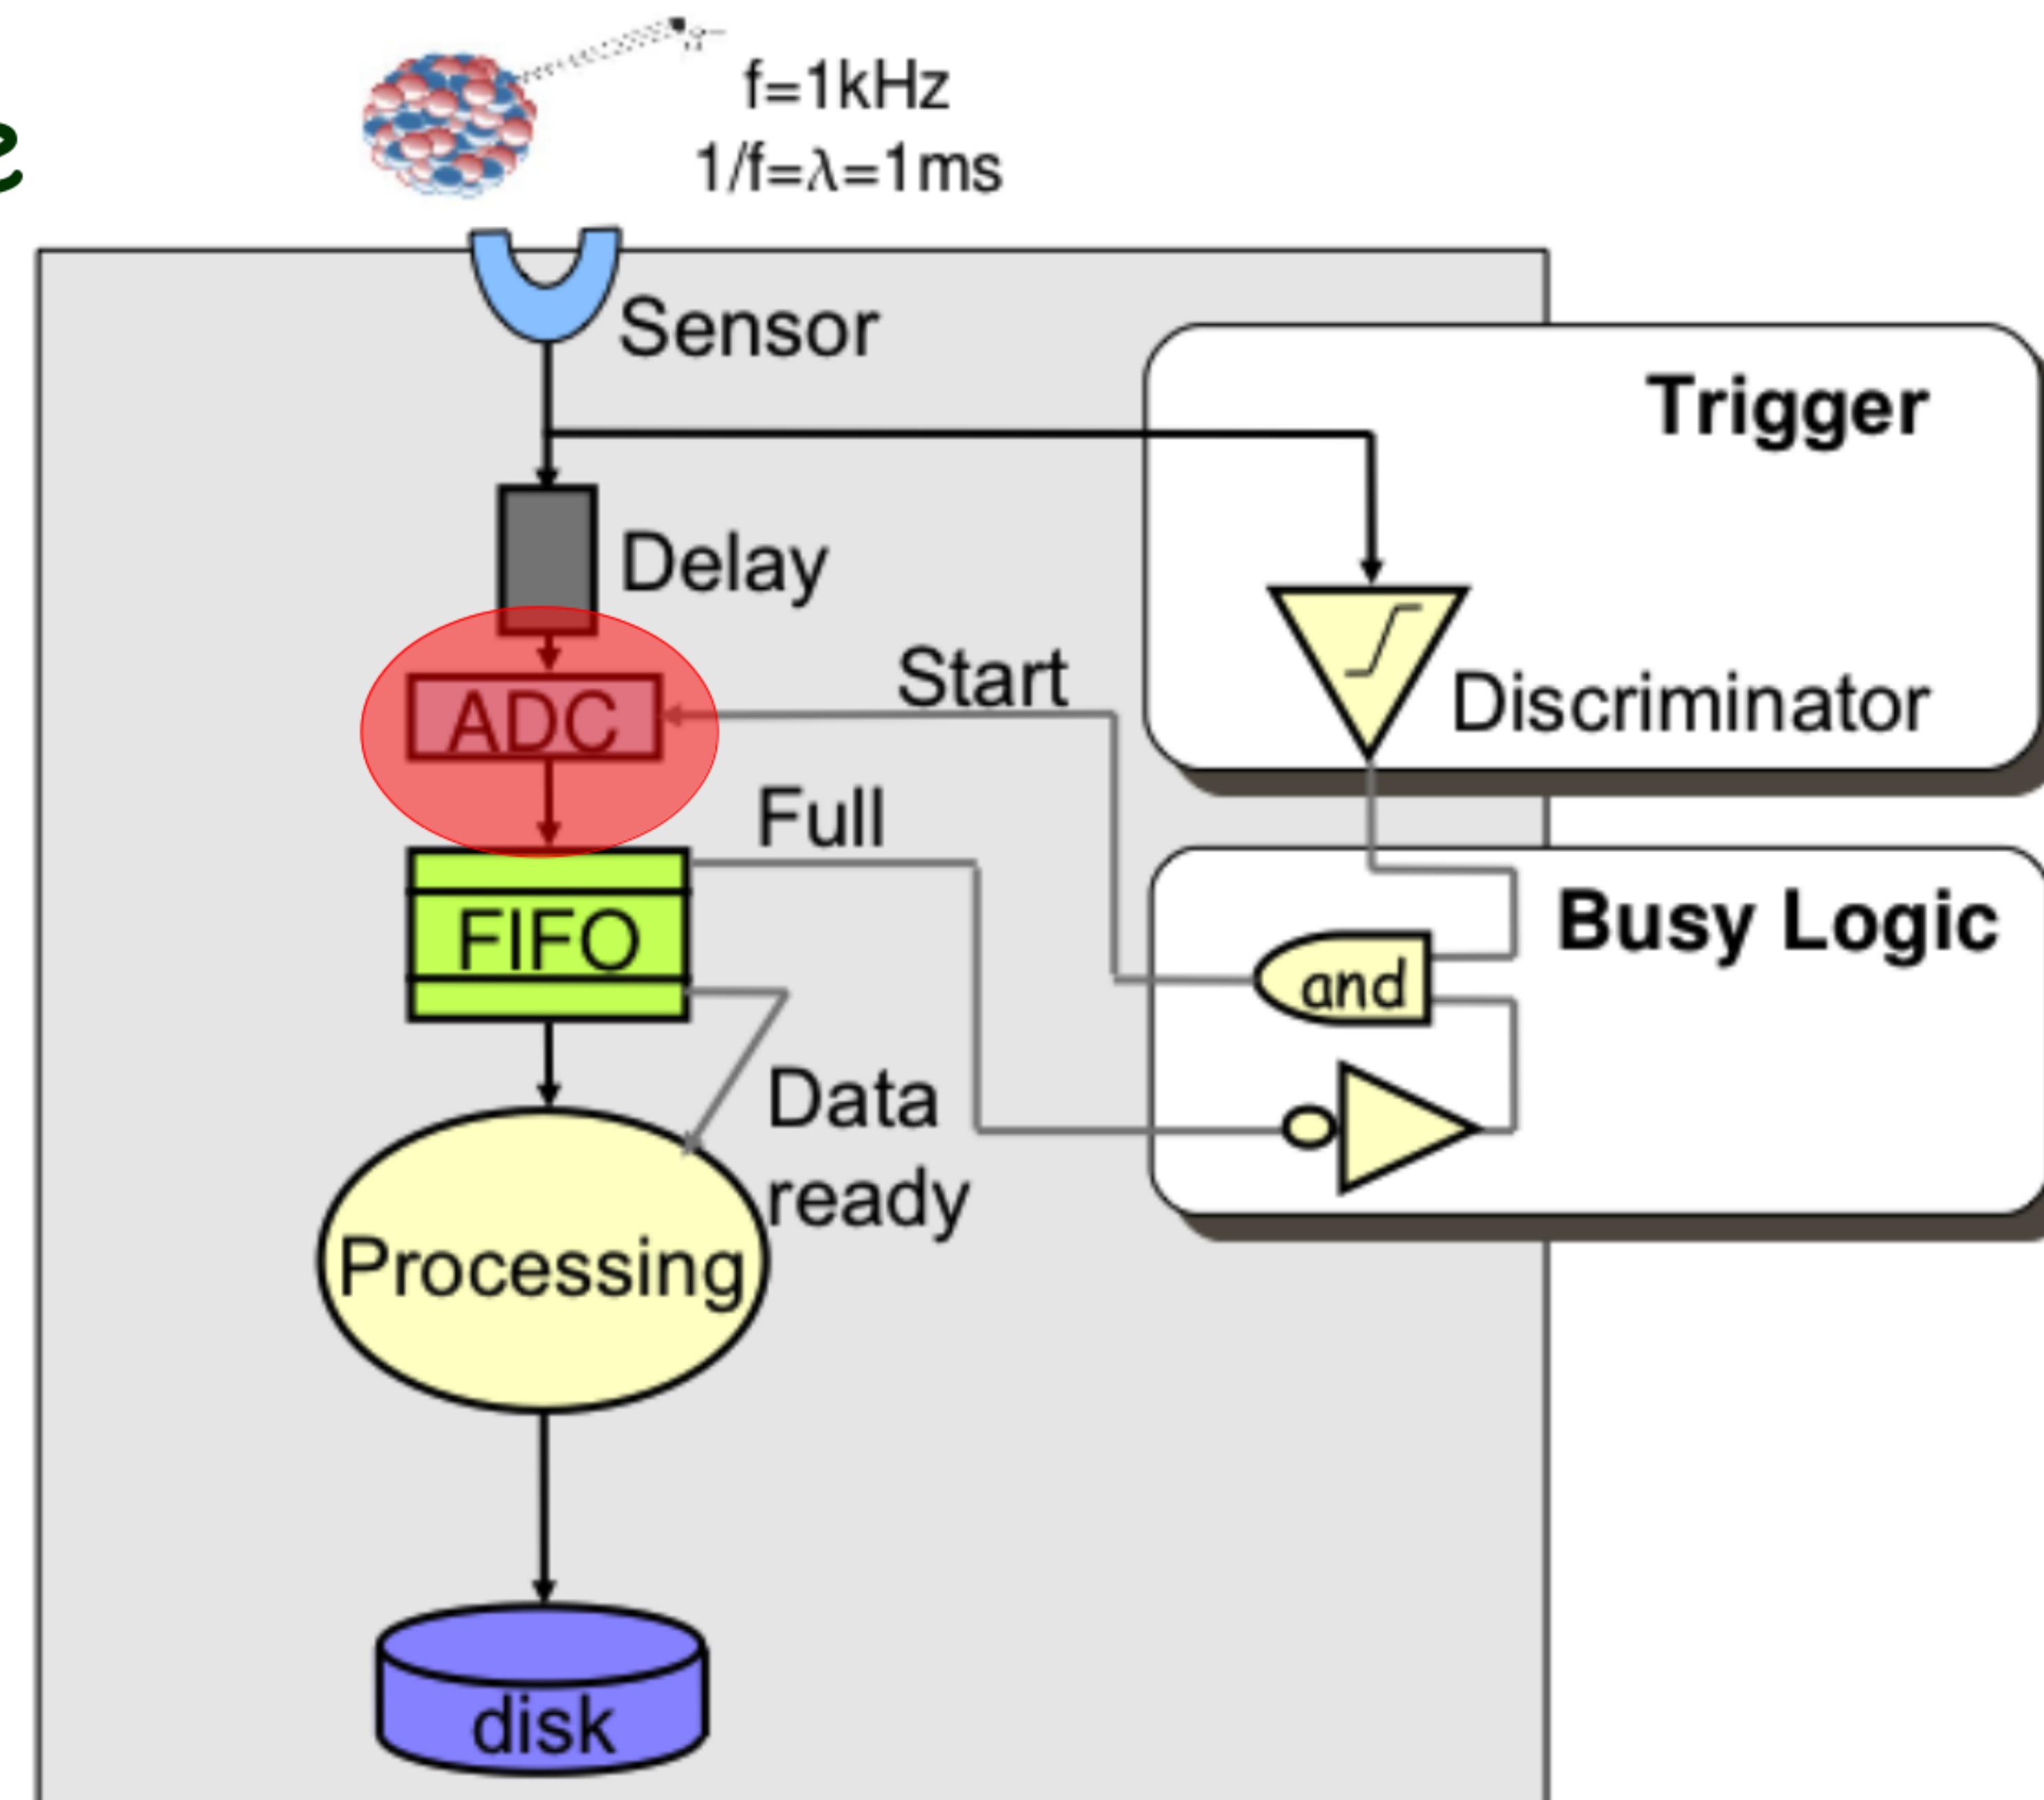 e
f=1kHz
1/f=λ=1ms
Sensor
Trigger
Delay
Start
Discriminator
ADC
Full
Busy Logic
FIFO
and
Data
ready
Processing
disk